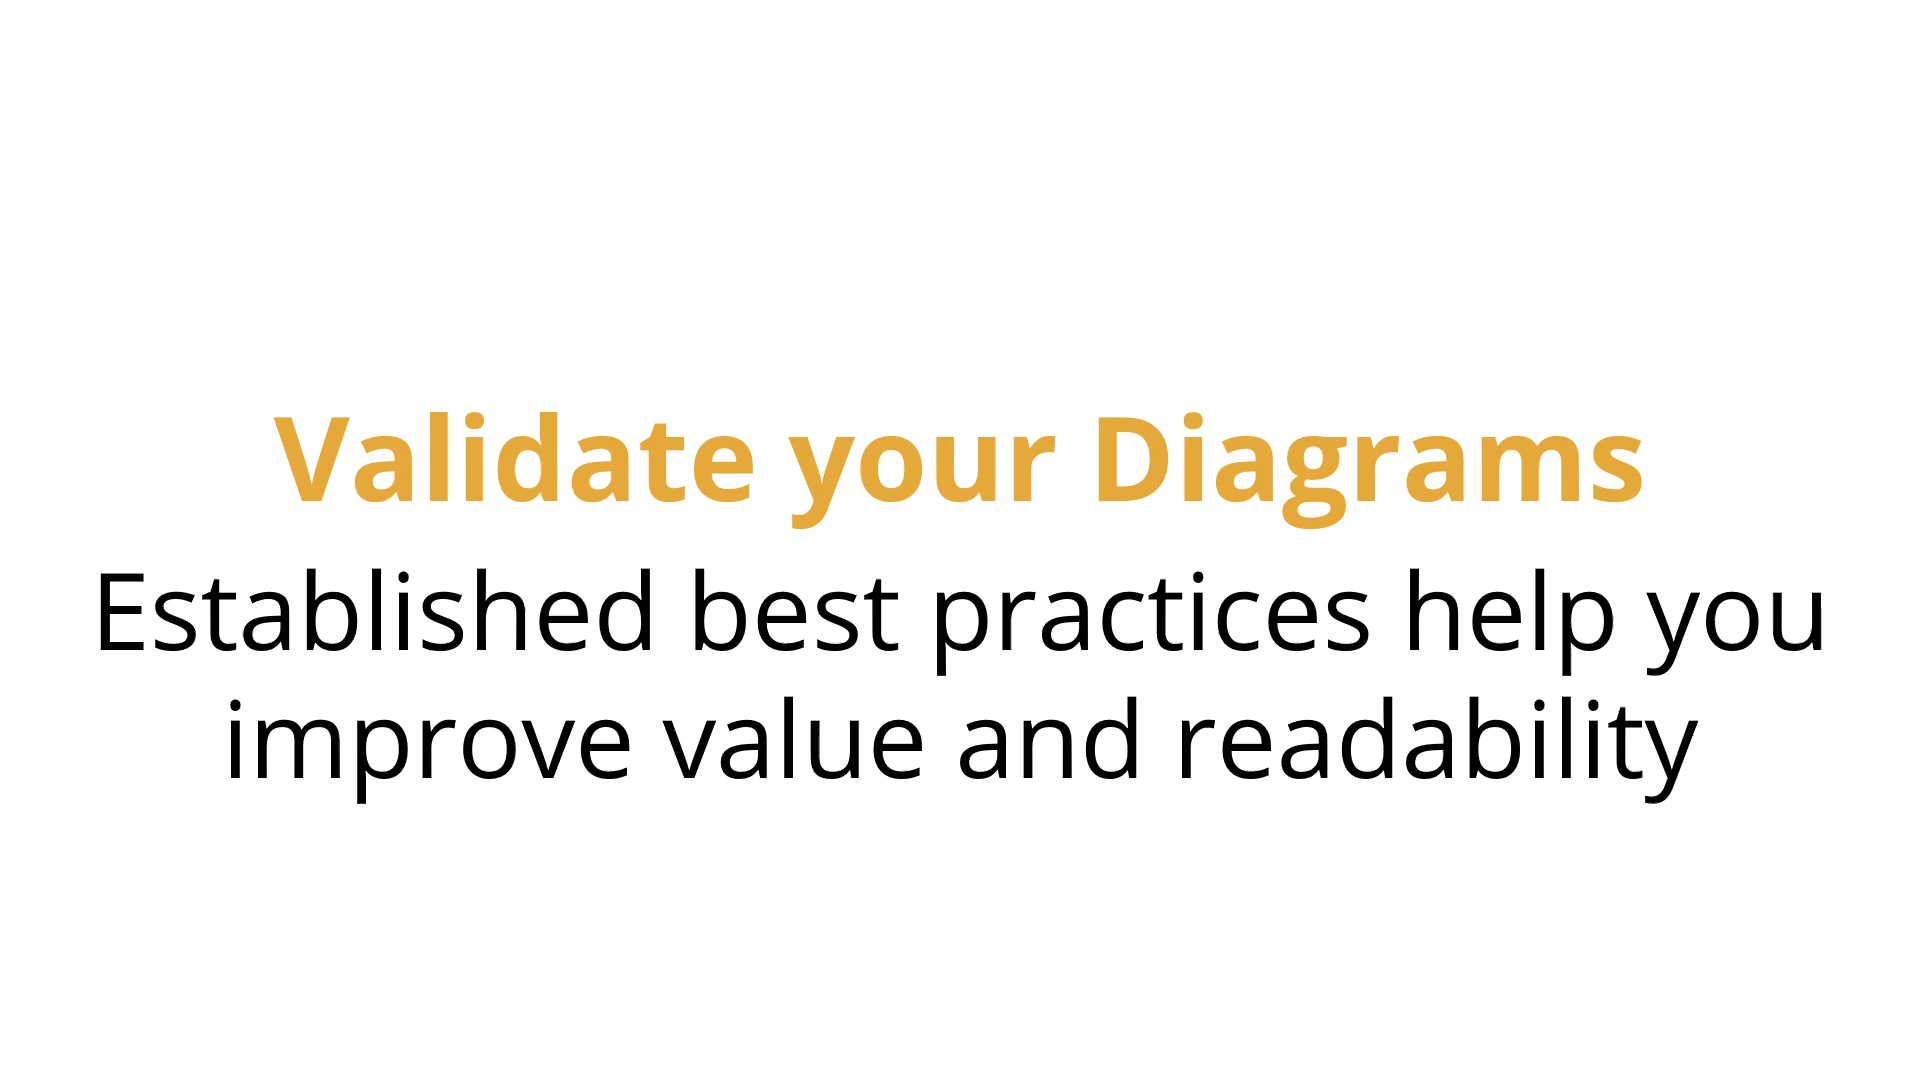 Validate your Diagrams
Established best practices help you
improve value and readability